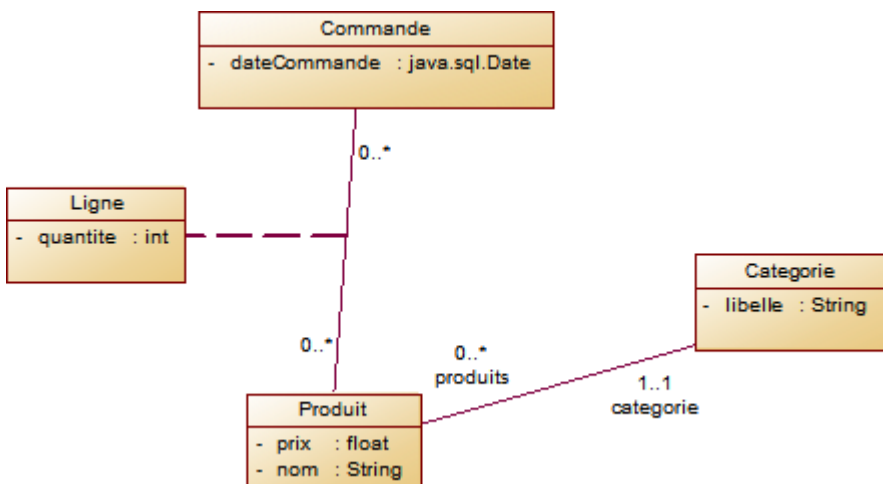 Commande
- dateCommande : java.sql.Date
0..*
Ligne
- quantite : int
Categorie
- libelle : String
0..*
0..*
produits
1..1
categorie
Produit
- prix : float
- nom : String